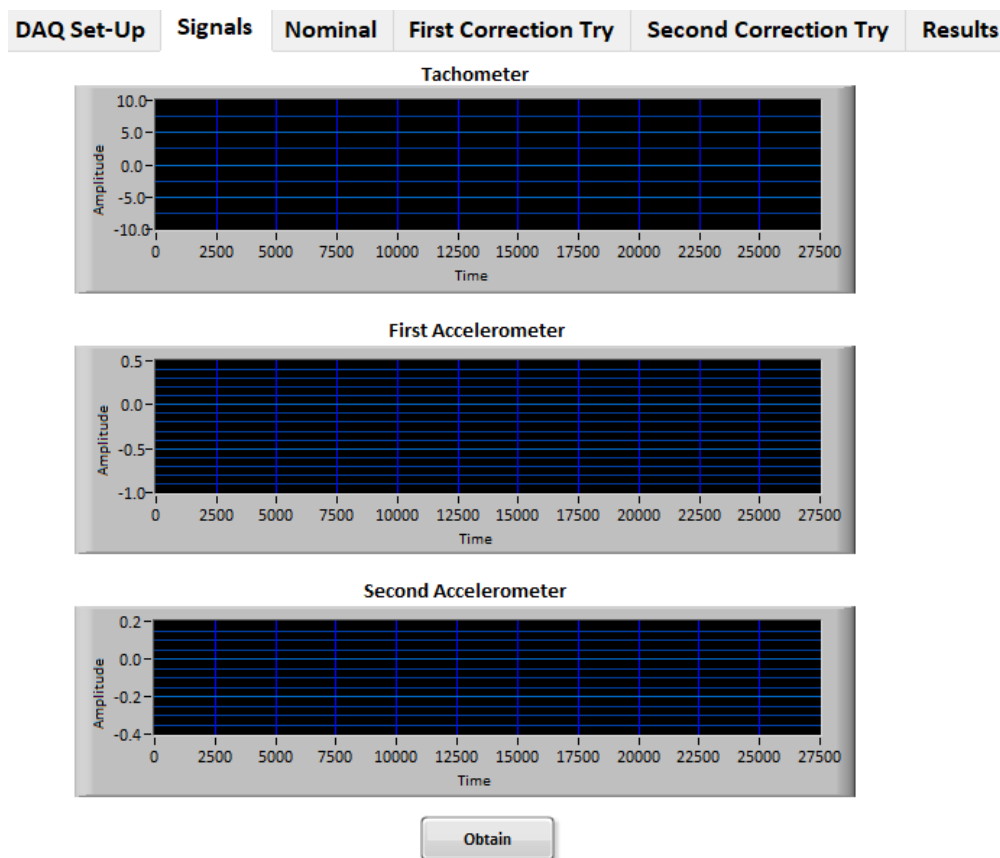 DAQ Set-Up Signals Nominal First Correction Try Second Correction Try Results
Tachometer
10.0
5.0
0.0
-5.0
-10.0
Amplitude
0 2500 5000 7500 10000 12500 15000 17500 20000 22500 25000 27500
Time
First Accelerometer
0.5
0.0
-0.5
-1.0
Amplitude
0 2500 5000 7500 10000 12500 15000 17500 20000 22500 25000 27500
Time
Second Accelerometer
0.2
0.0
-0.2
-0.4
Amplitude
0 2500 5000 7500 10000 12500 15000 17500 20000 22500 25000 27500
Time
Obtain